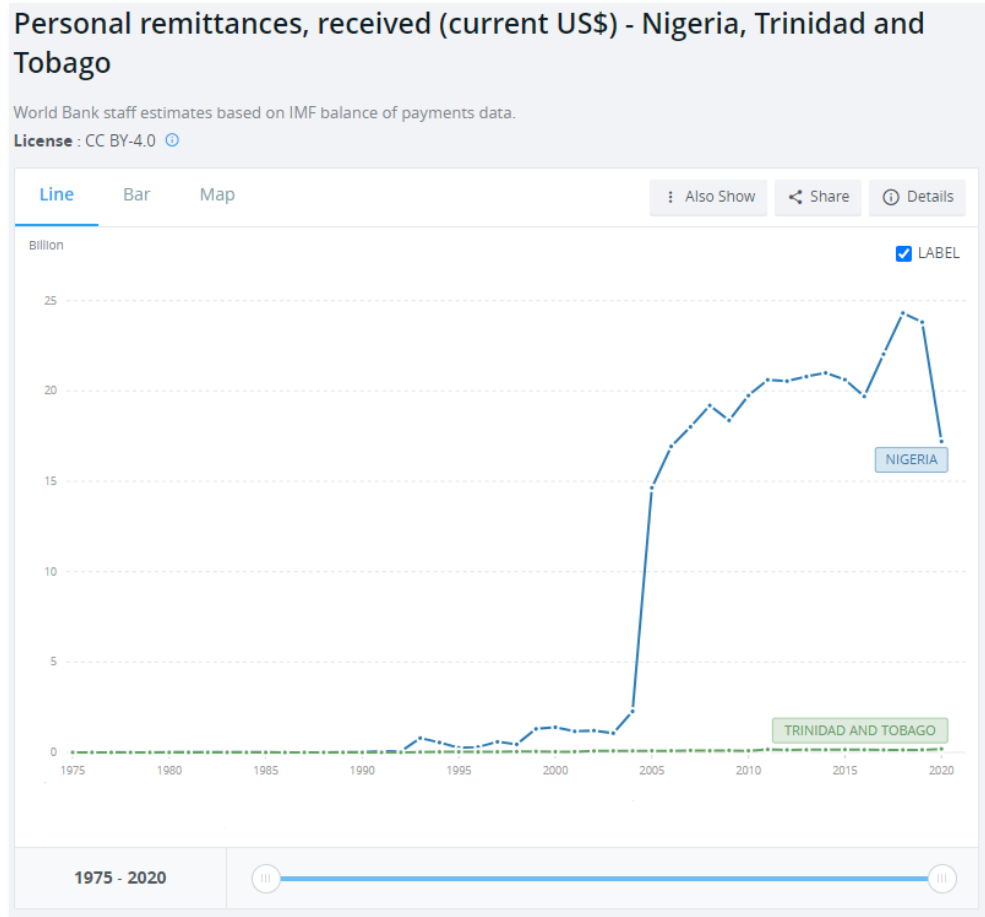 Personal remittances, received (current US$) - Nigeria, Trinidad and
Tobago
World Bank staff estimates based on IMF balance of payments data.
License : CC BY-4.0
Line Bar Map Also Show Share Details
Billion
LABEL
25
20
NIGERIA
15
10
5
TRINIDAD AND TOBAGO
0
1975 1980 1985 1990 1995 2000 2005 2010 2015 2020
1975 - 2020